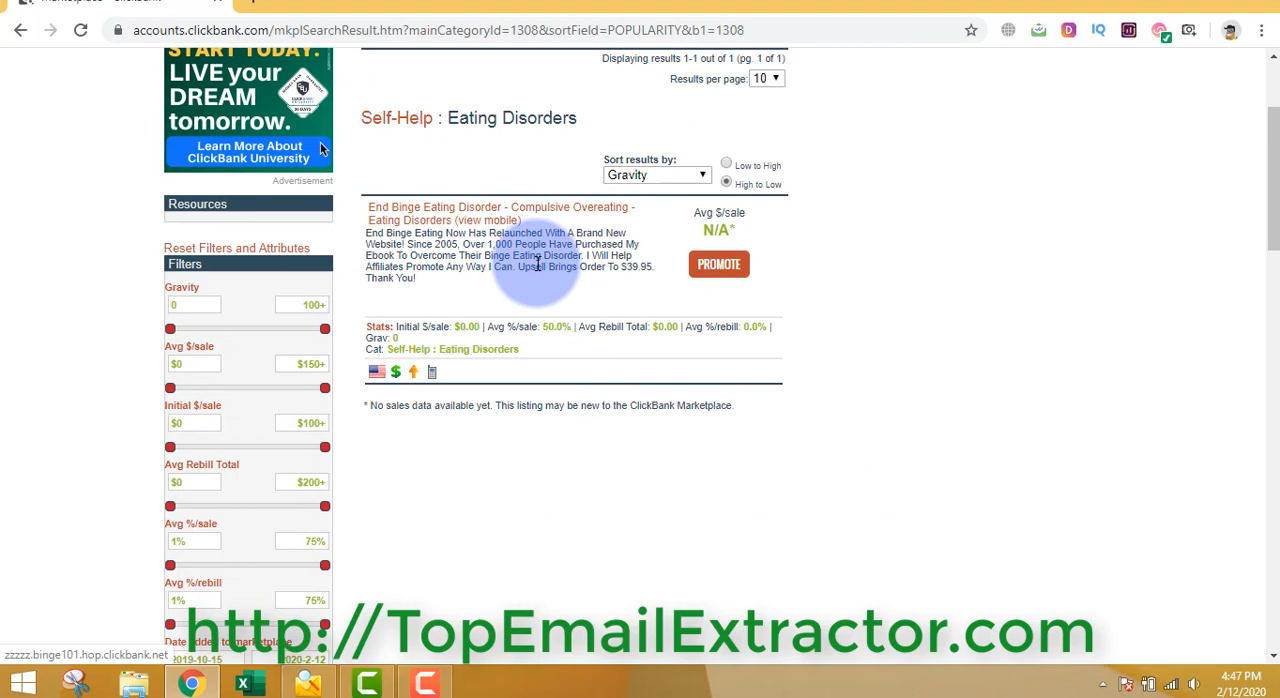 accounts.clickbank.com/mkplSearchResult.htm?mainCategoryId=1308&sortField=POPULARITY&b1=1308
IQ
START TODAY.
LIVE your
DREAM
tomorrow.
Learn More About
ClickBank University
Advertisement
Resources
Reset Filters and Attributes
Filters
Gravity
0
100+
Avg $/sale
$0
$150+
Initial $/sale
$0
$100+
Avg Rebill Total
$0
$200+
Avg %/sale
1%
75%
Avg %/rebill
1%
75%
Date added to marketplace
2019-10-15
2020-2-12
Displaying results 1-1 out of 1 (pg. 1 of 1)
Results per page: 10
Self-Help : Eating Disorders
Sort results by:
Gravity
Low to High
High to Low
End Binge Eating Disorder - Compulsive Overeating -
Eating Disorders (view mobile)
End Binge Eating Now Has Relaunched With A Brand New
Website! Since 2005, Over 1,000 People Have Purchased My
Ebook To Overcome Their Binge Eating Disorder. I Will Help
Affiliates Promote Any Way I Can. Upsell Brings Order To $39.95.
Thank You!
Avg $/sale
N/A*
PROMOTE
Stats: Initial $/sale: $0.00 | Avg %/sale: 50.0% | Avg Rebill Total: $0.00 | Avg %/rebill: 0.0% |
Grav: 0
Cat: Self-Help : Eating Disorders
* No sales data available yet. This listing may be new to the ClickBank Marketplace.
http://TopEmailExtractor.com
zzzzz.binge101.hop.clickbank.net
4:47 PM
2/12/2020